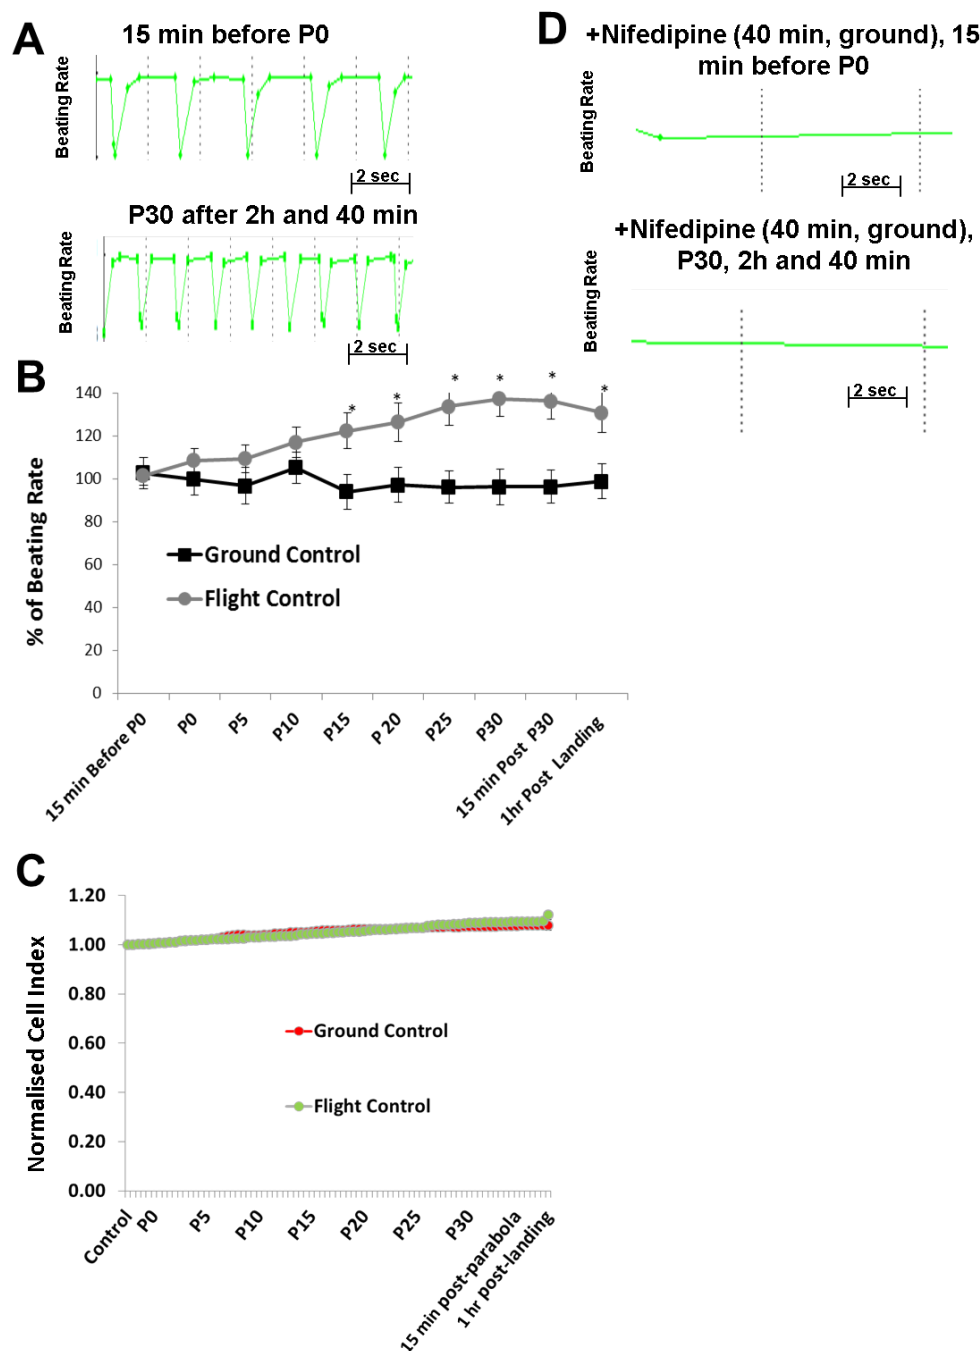 A
15 min before P0
Beating Rate
2 sec
P30 after 2h and 40 min
Beating Rate
2 sec
D
+Nifedipine (40 min, ground), 15
min before P0
Beating Rate
2 sec
+Nifedipine (40 min, ground),
P30, 2h and 40 min
Beating Rate
2 sec
B
% of Beating Rate
140
120
100
80
60
40
20
0
* * * * * *
Ground Control
Flight Control
15 min Before P0
P0
P5
P10
P15
P 20
P25
P30
15 min Post P30
1hr Post Landing
C
Normalised Cell Index
1.20
1.00
0.80
0.60
0.40
0.20
0.00
Ground Control
Flight Control
Control
P0
P5
P10
P15
P20
P25
P30
15 min post-parabola
1 hr post-landing